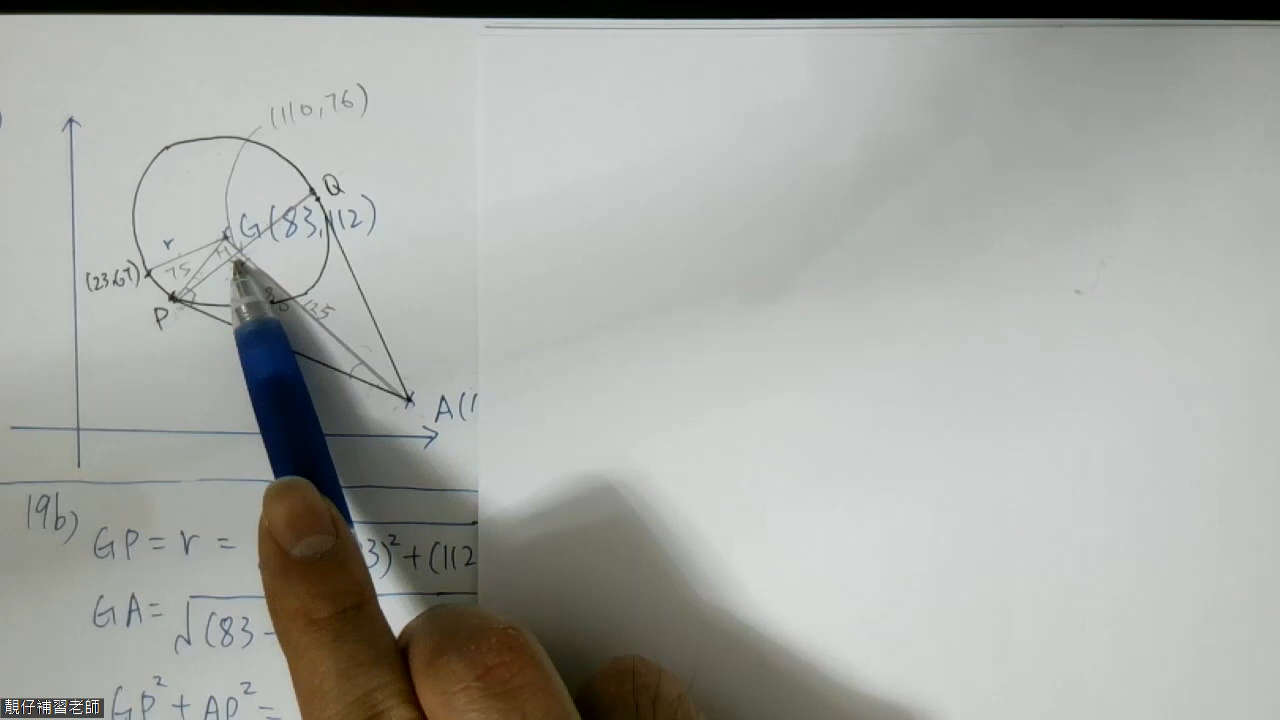 (110,76)
Q
G(83,112)
r
75
(23,67)
M
P
125
A(1
19b)
GP = r =
3)²+(112
GA = √(83 -
GP² + AP² =
靚仔補習老師